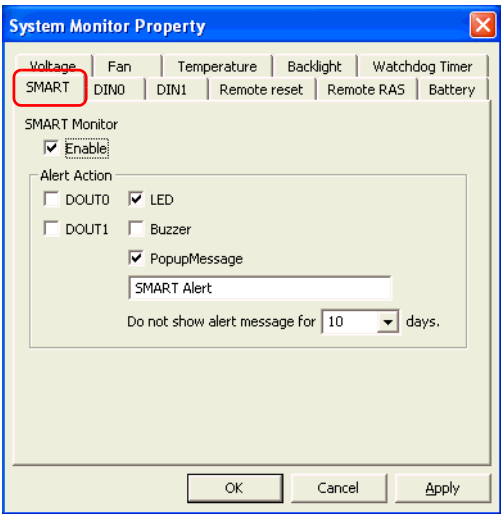 System Monitor Property
Voltage Fan Temperature Backlight Watchdog Timer
SMART DIN0 DIN1 Remote reset Remote RAS Battery
SMART Monitor
Enable
Alert Action
DOUT0 LED
DOUT1 Buzzer
PopupMessage
SMART Alert
Do not show alert message for 10 days.
OK Cancel Apply